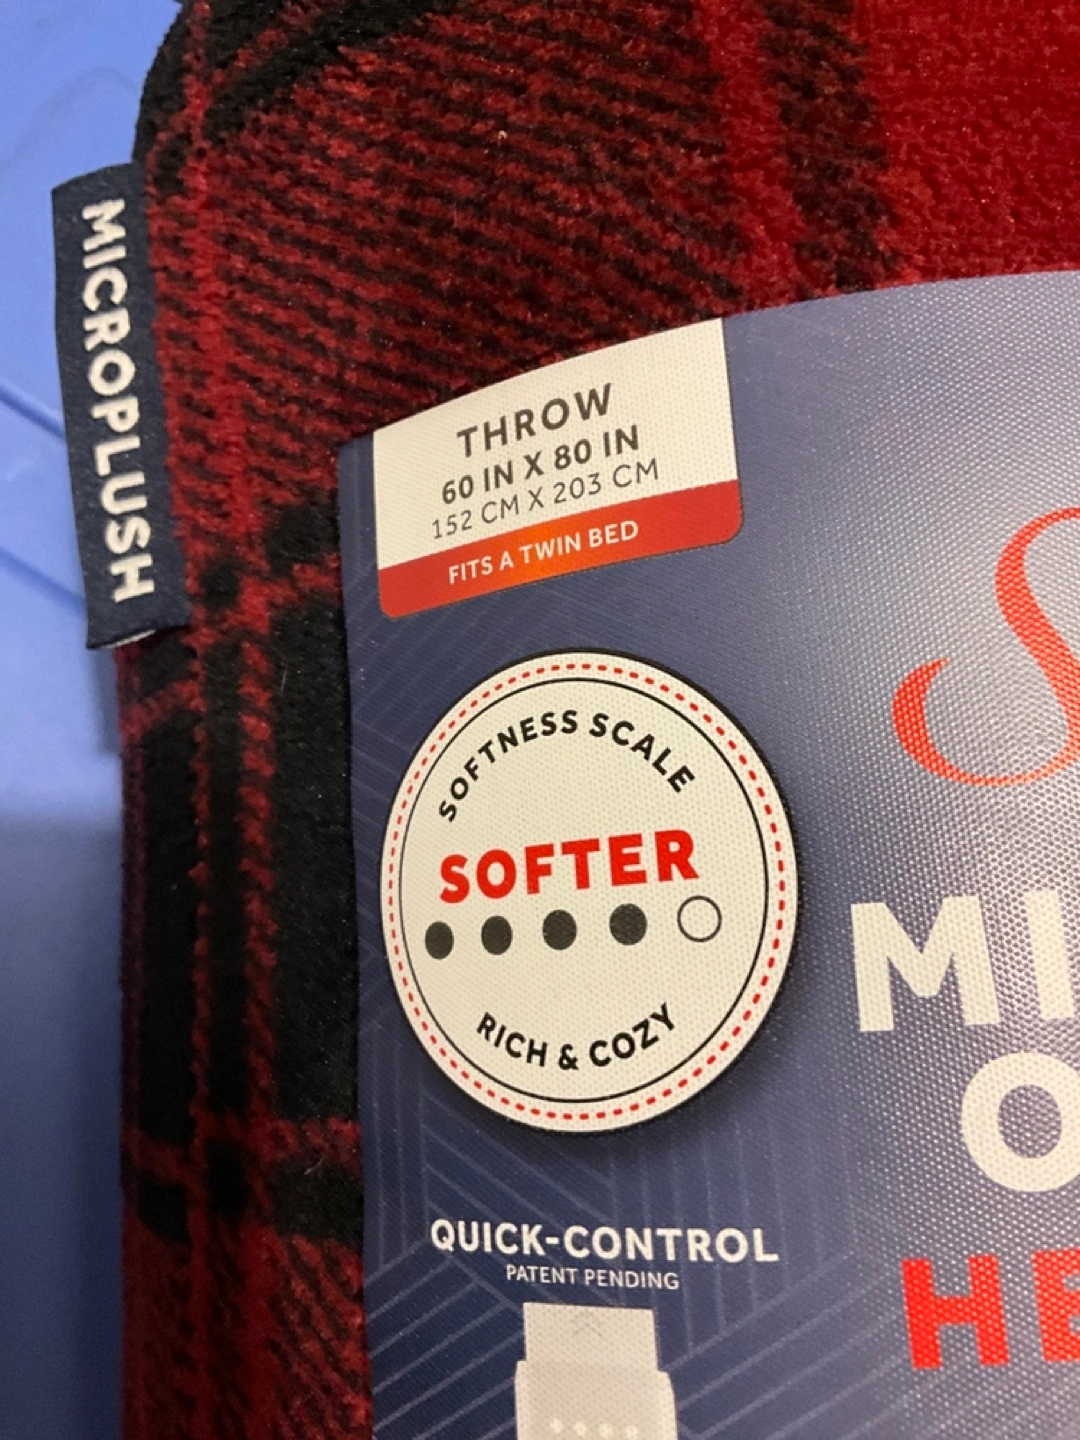 MICROPLUSH
THROW
60 IN X 80 IN
152 CM X 203 CM
FITS A TWIN BED
SOFTNESS SCALE
SOFTER
RICH & COZY
QUICK-CONTROL
PATENT PENDING